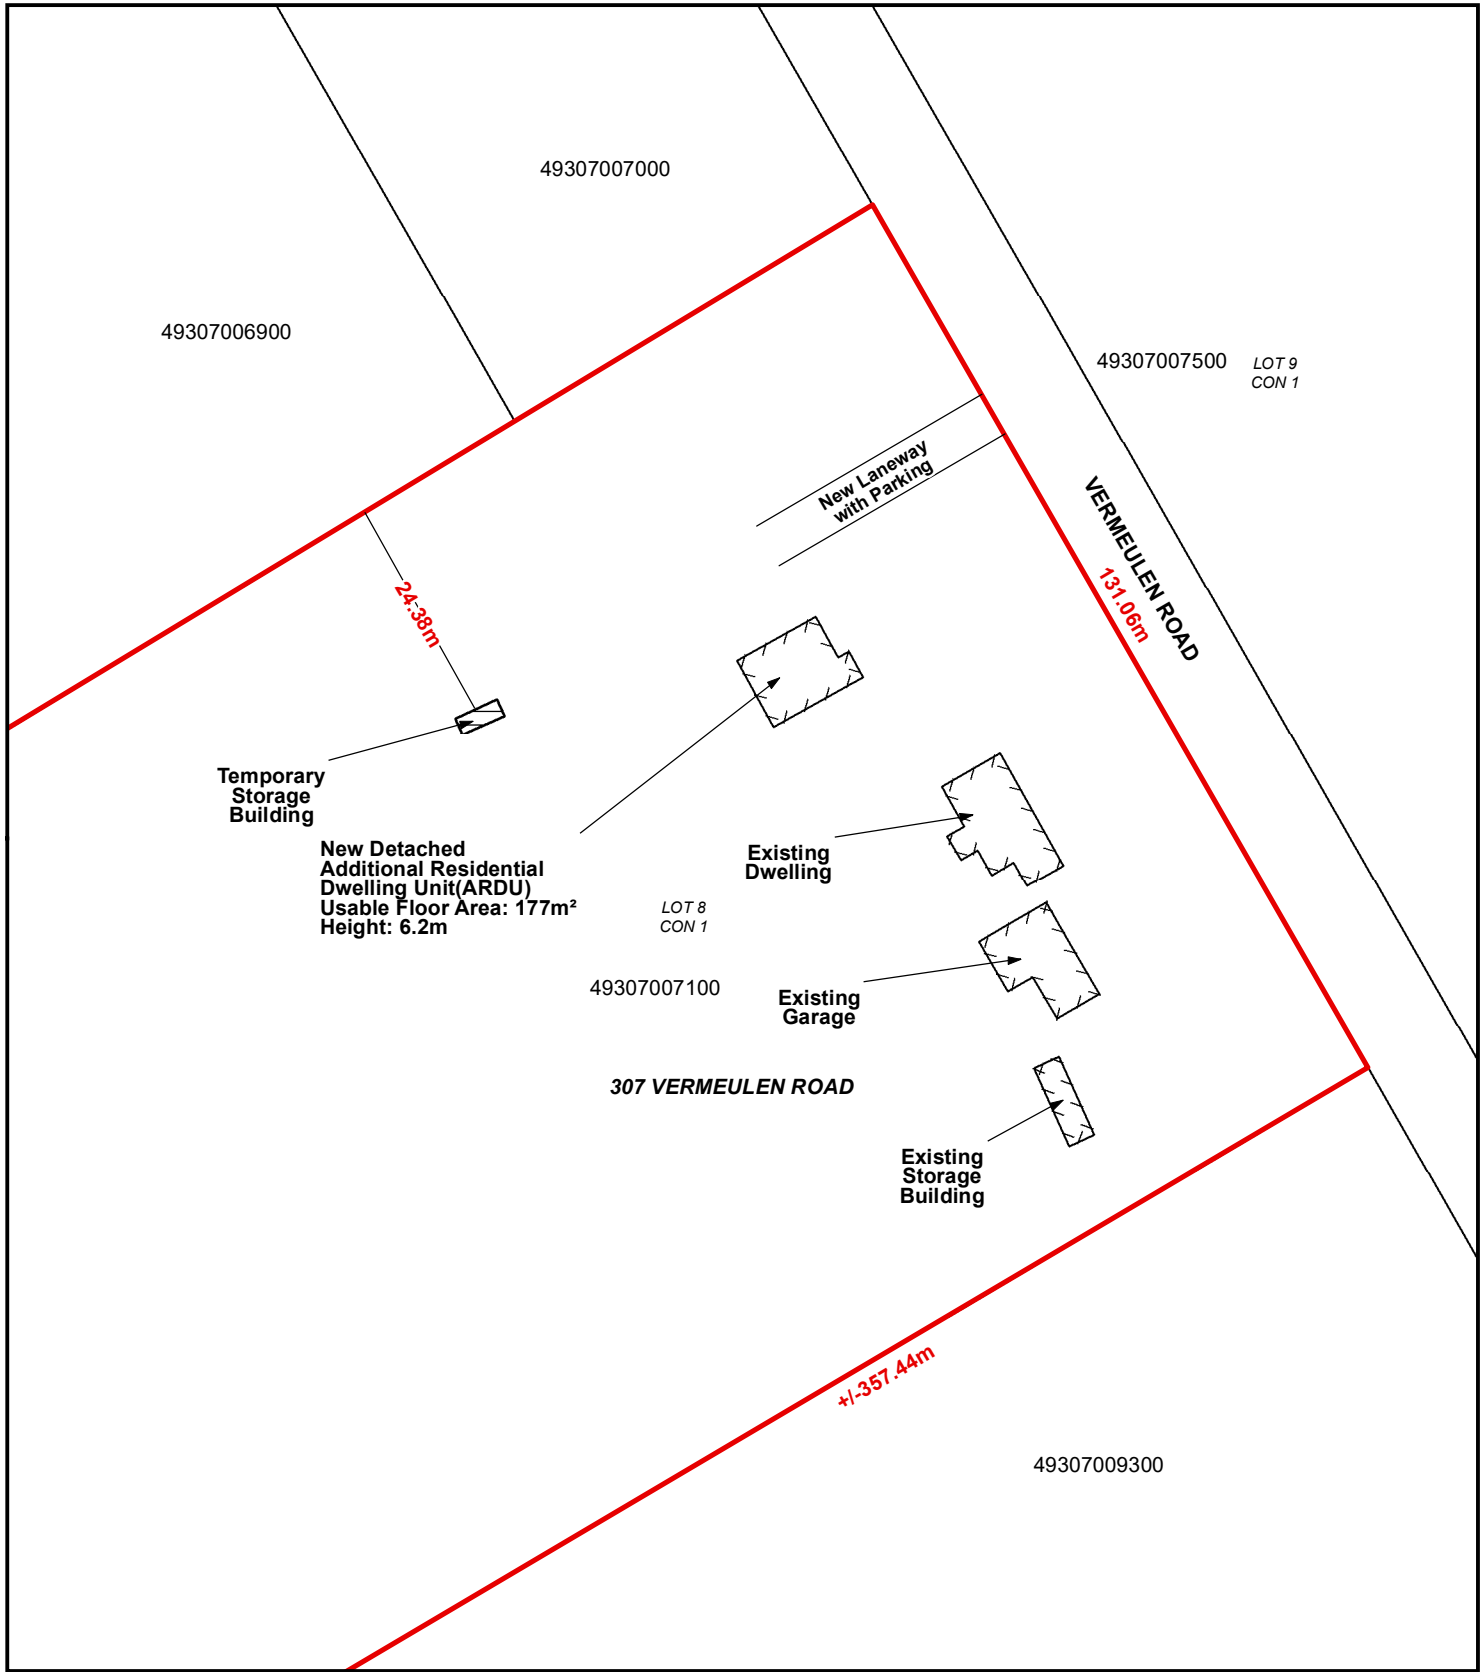 49307007000
49307006900
49307007500
LOT 9
CON 1
New Laneway
with Parking
VERMEULEN ROAD
131.06m
24.38m
Temporary
Storage
Building
New Detached
Additional Residential
Dwelling Unit(ARDU)
Usable Floor Area: 177m²
Height: 6.2m
Existing
Dwelling
LOT 8
CON 1
49307007100
Existing
Garage
307 VERMEULEN ROAD
Existing
Storage
Building
+/-357.44m
49307009300